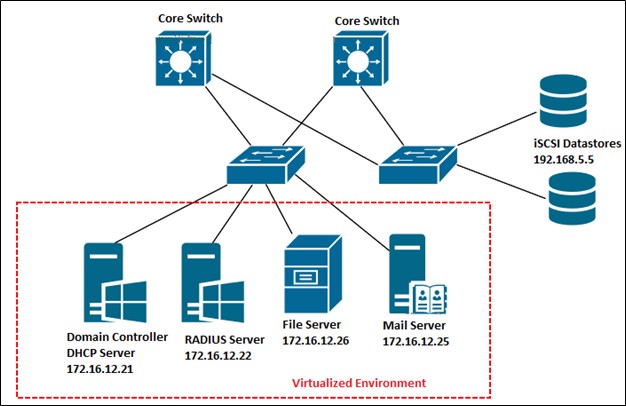 Core Switch
Core Switch
iSCSI Datastores
192.168.5.5
Domain Controller
DHCP Server
172.16.12.21
RADIUS Server
172.16.12.22
File Server
172.16.12.26
Mail Server
172.16.12.25
Virtualized Environment